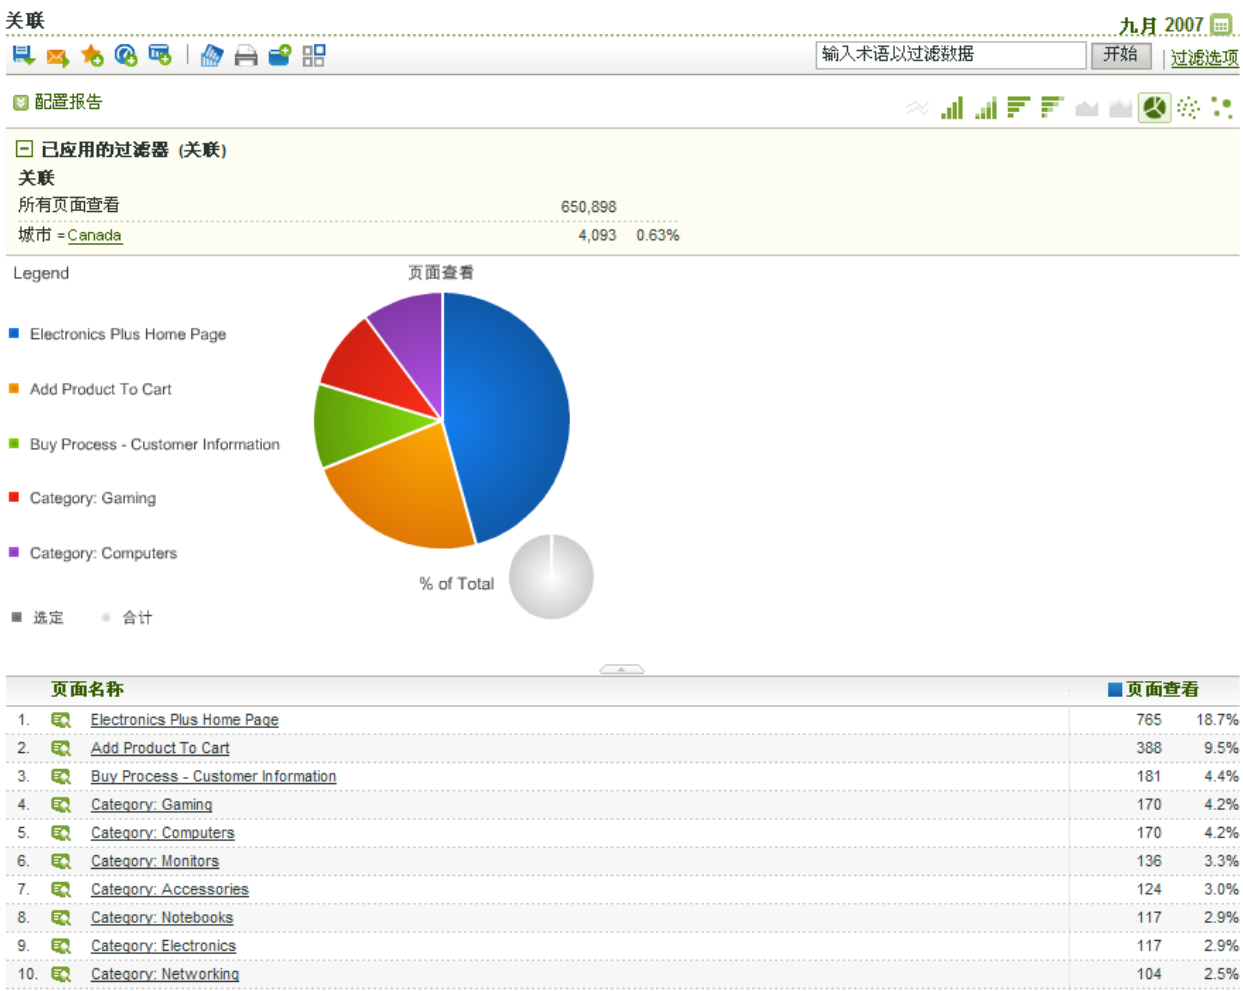 关联
九月 2007
输入术语以过滤数据 开始 过滤选项
配置报告
已应用的过滤器 (关联)
关联
所有页面查看 650,898
城市 =Canada 4,093 0.63%
Legend
页面查看
Electronics Plus Home Page
Add Product To Cart
Buy Process - Customer Information
Category: Gaming
Category: Computers
% of Total
选定 合计
页面名称 页面查看
1. Electronics Plus Home Page 765 18.7%
2. Add Product To Cart 388 9.5%
3. Buy Process - Customer Information 181 4.4%
4. Category: Gaming 170 4.2%
5. Category: Computers 170 4.2%
6. Category: Monitors 136 3.3%
7. Category: Accessories 124 3.0%
8. Category: Notebooks 117 2.9%
9. Category: Electronics 117 2.9%
10. Category: Networking 104 2.5%